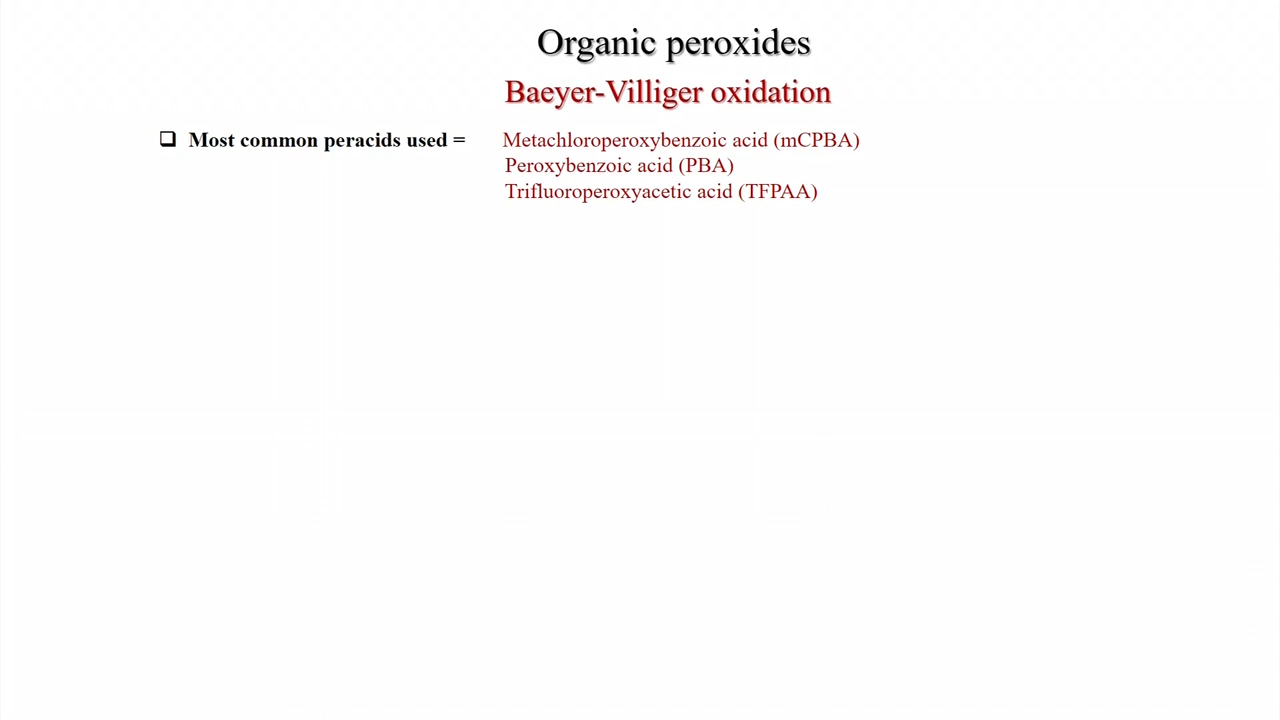 Organic peroxides
Baeyer-Villiger oxidation
❑ Most common peracids used = Metachloroperoxybenzoic acid (mCPBA)
Peroxybenzoic acid (PBA)
Trifluoroperoxyacetic acid (TFPAA)